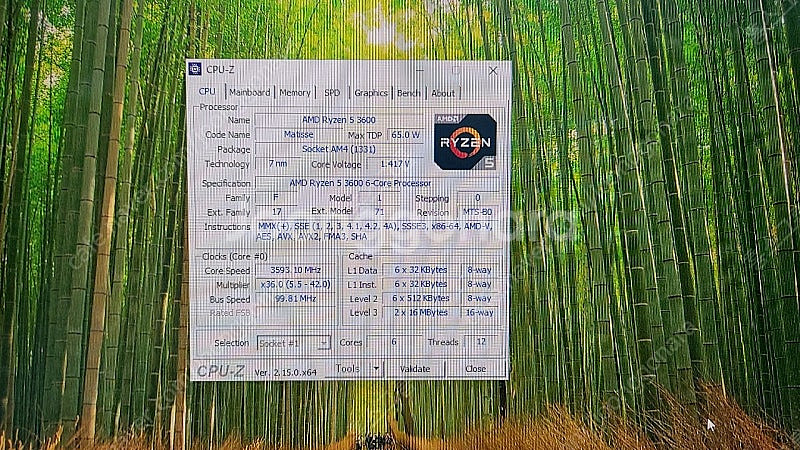 CPU-Z
CPU Mainboard Memory SPD Graphics Bench About
Processor
Name AMD Ryzen 5 3600
Code Name Matisse Max TDP 65.0 W
Package Socket AM4 (1331)
Technology 7 nm Core Voltage 1.417 V
AMD
RYZEN
5
Specification AMD Ryzen 5 3600 6-Core Processor
Family F Model 1 Stepping 0
Ext. Family 17 Ext. Model 71 Revision MTS-B0
Instructions MMX(+), SSE (1, 2, 3, 4.1, 4.2, 4A), SSSE3, x86-64, AMD-V,
AES, AVX, AVX2, FMA3, SHA
Clocks (Core #0) Cache
Core Speed 3593.10 MHz L1 Data 6 x 32 KBytes 8-way
Multiplier x36.0 (5.5 - 42.0) L1 Inst. 6 x 32 KBytes 8-way
Bus Speed 99.81 MHz Level 2 6 x 512 KBytes 8-way
Rated FSB Level 3 2 x 16 MBytes 16-way
Selection Socket #1 Cores 6 Threads 12
CPU-Z Ver. 2.15.0.x64 Tools Validate Close